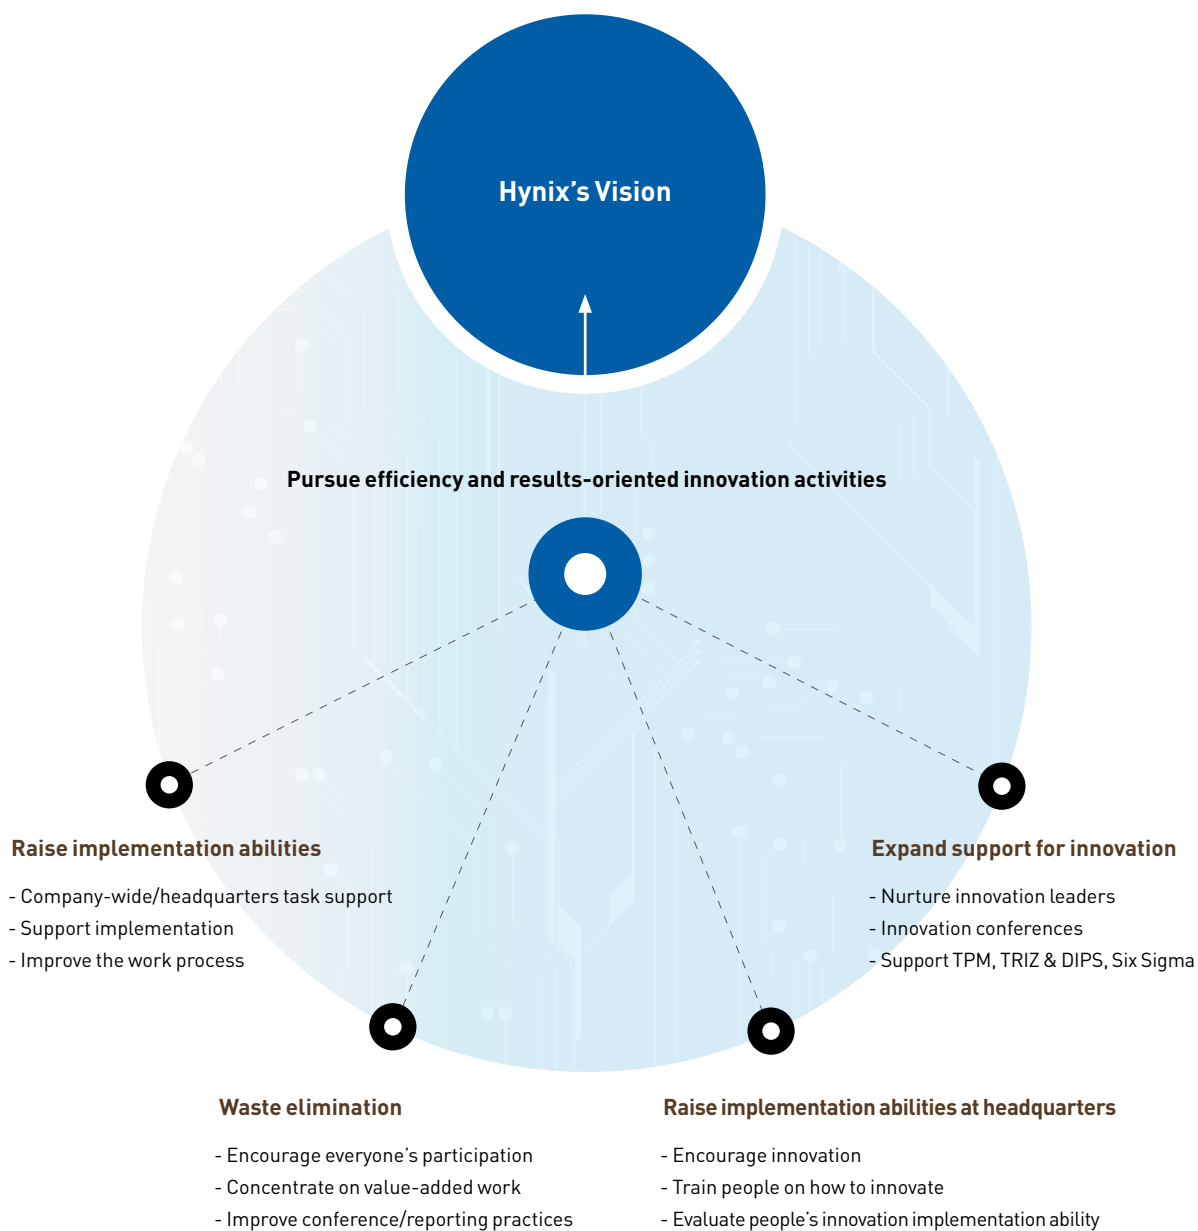 Hynix’s Vision
Pursue efficiency and results-oriented innovation activities
Raise implementation abilities
- Company-wide/headquarters task support
- Support implementation
- Improve the work process
Expand support for innovation
- Nurture innovation leaders
- Innovation conferences
- Support TPM, TRIZ & DIPS, Six Sigma
Waste elimination
- Encourage everyone’s participation
- Concentrate on value-added work
- Improve conference/reporting practices
Raise implementation abilities at headquarters
- Encourage innovation
- Train people on how to innovate
- Evaluate people’s innovation implementation ability